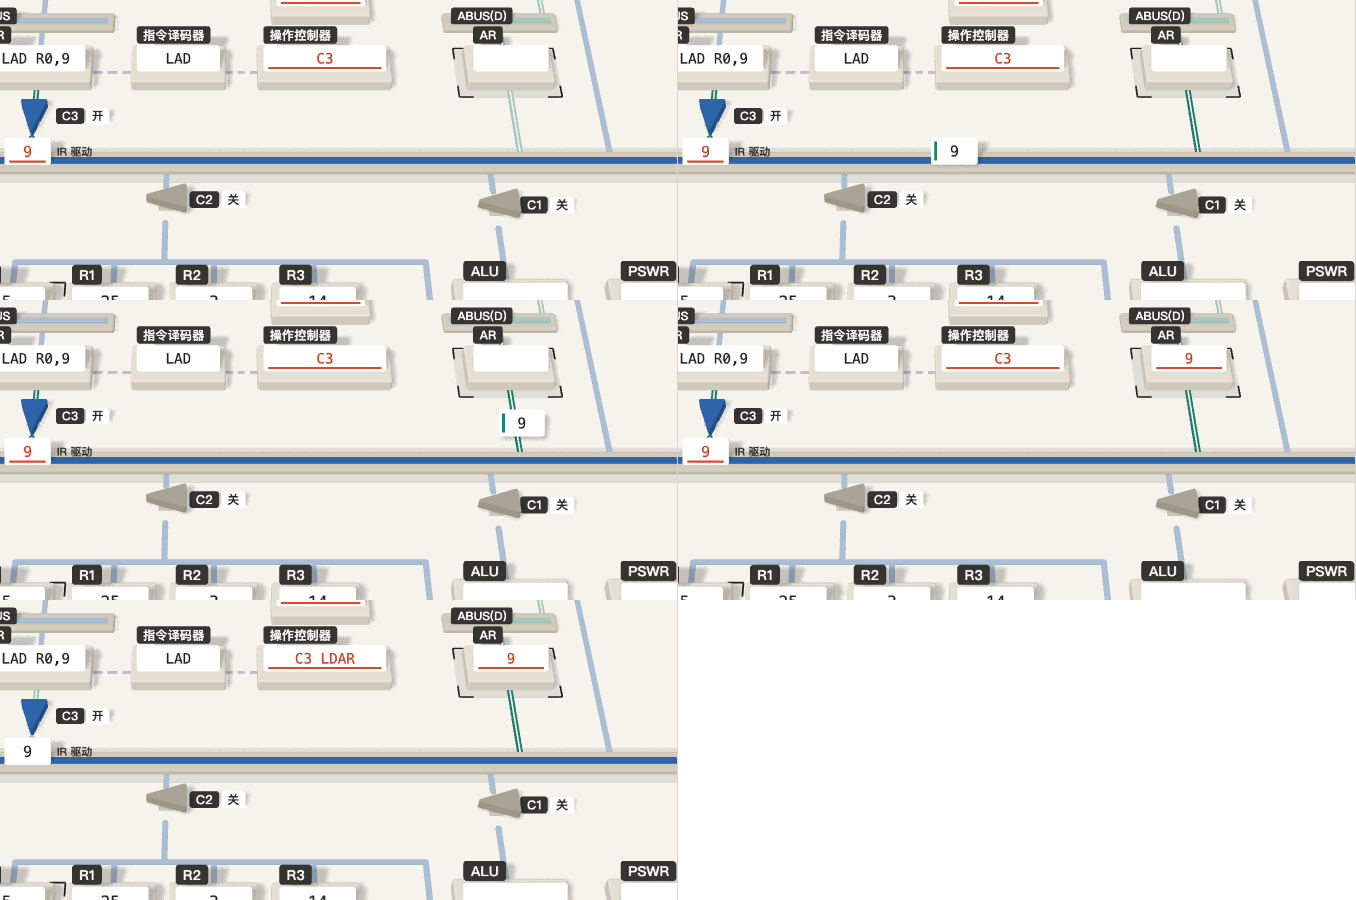 ABUS(D)
指令译码器 操作控制器 AR
LAD R0,9 LAD C3
C3 开
9 IR 驱动
C2 关 C1 关
R1 R2 R3 ALU PSWR
ABUS(D)
指令译码器 操作控制器 AR
LAD R0,9 LAD C3
C3 开
9 IR 驱动 9
C2 关 C1 关
R1 R2 R3 ALU PSWR
ABUS(D)
指令译码器 操作控制器 AR
LAD R0,9 LAD C3
C3 开 9
9 IR 驱动
C2 关 C1 关
R1 R2 R3 ALU PSWR
ABUS(D)
指令译码器 操作控制器 AR
LAD R0,9 LAD C3 9
C3 开
9 IR 驱动
C2 关 C1 关
R1 R2 R3 ALU PSWR
ABUS(D)
指令译码器 操作控制器 AR
LAD R0,9 LAD C3 LDAR 9
C3 开
9 IR 驱动
C2 关 C1 关
R1 R2 R3 ALU PSWR